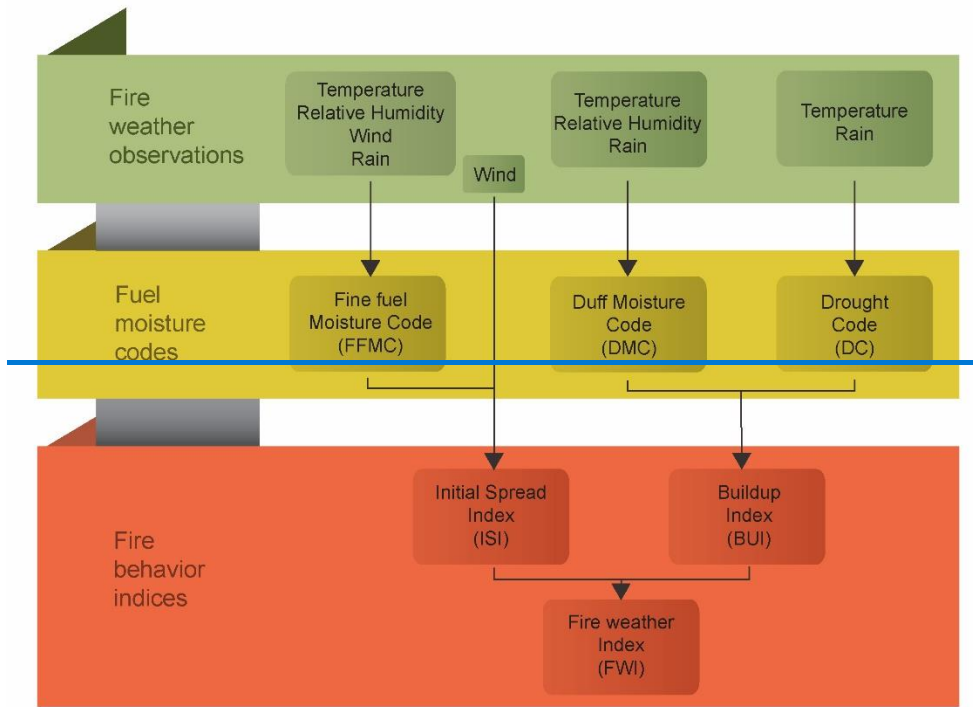 Fire
weather
observations
Temperature
Relative Humidity
Wind
Rain
Wind
Temperature
Relative Humidity
Rain
Temperature
Rain
Fuel
moisture
codes
Fine fuel
Moisture Code
(FFMC)
Duff Moisture
Code
(DMC)
Drought
Code
(DC)
Fire
behavior
indices
Initial Spread
Index
(ISI)
Buildup
Index
(BUI)
Fire weather
Index
(FWI)